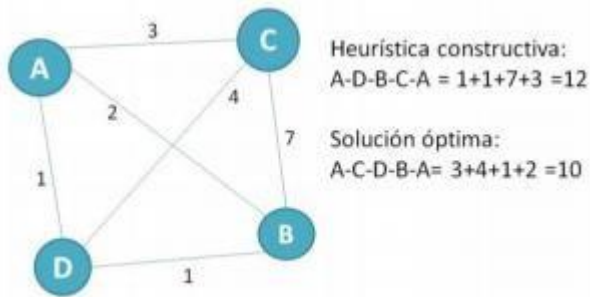 3
C
A
2
4
7
1
B
D
1
Heurística constructiva:
A-D-B-C-A = 1+1+7+3 =12
Solución óptima:
A-C-D-B-A= 3+4+1+2 =10